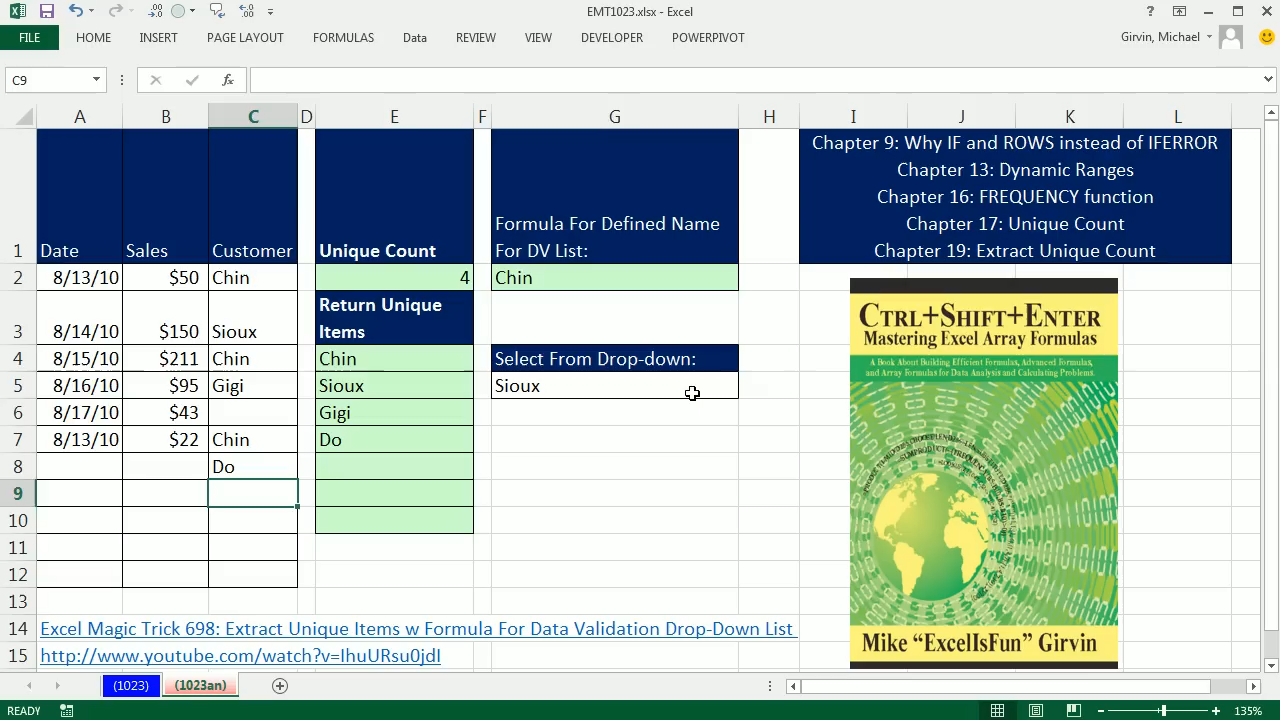 EMT1023.xlsx - Excel
FILE HOME INSERT PAGE LAYOUT FORMULAS Data REVIEW VIEW DEVELOPER POWERPIVOT Girvin, Michael
C9 fx
A B C D E F G H I J K L
1 Date Sales Customer Unique Count Formula For Defined Name
For DV List:
Chapter 9: Why IF and ROWS instead of IFERROR
Chapter 13: Dynamic Ranges
Chapter 16: FREQUENCY function
Chapter 17: Unique Count
Chapter 19: Extract Unique Count
2 8/13/10 $50 Chin 4 Chin
Return Unique
Items
3 8/14/10 $150 Sioux
4 8/15/10 $211 Chin Chin Select From Drop-down:
5 8/16/10 $95 Gigi Sioux Sioux
6 8/17/10 $43 Gigi
7 8/13/10 $22 Chin Do
8 Do
9
10
11
12
13
14 Excel Magic Trick 698: Extract Unique Items w Formula For Data Validation Drop-Down List
15 http://www.youtube.com/watch?v=IhuURsu0jdI
CTRL+SHIFT+ENTER
Mastering Excel Array Formulas
A Book About Building Efficient Formulas, Advanced Formulas,
and Array Formulas for Data Analysis and Calculating Problems.
Mike “ExcelIsFun” Girvin
(1023) (1023an)
READY 135%